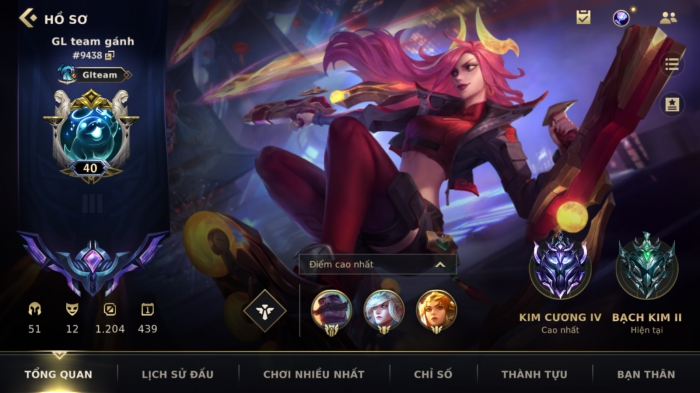 HỒ SƠ
GL team gánh
#9438
Glteam
40
Điểm cao nhất
51 12 1.204 439
KIM CƯƠNG IV BẠCH KIM II
Cao nhất Hiện tại
TỔNG QUAN LỊCH SỬ ĐẤU CHƠI NHIỀU NHẤT CHỈ SỐ THÀNH TỰU BẠN THÂN